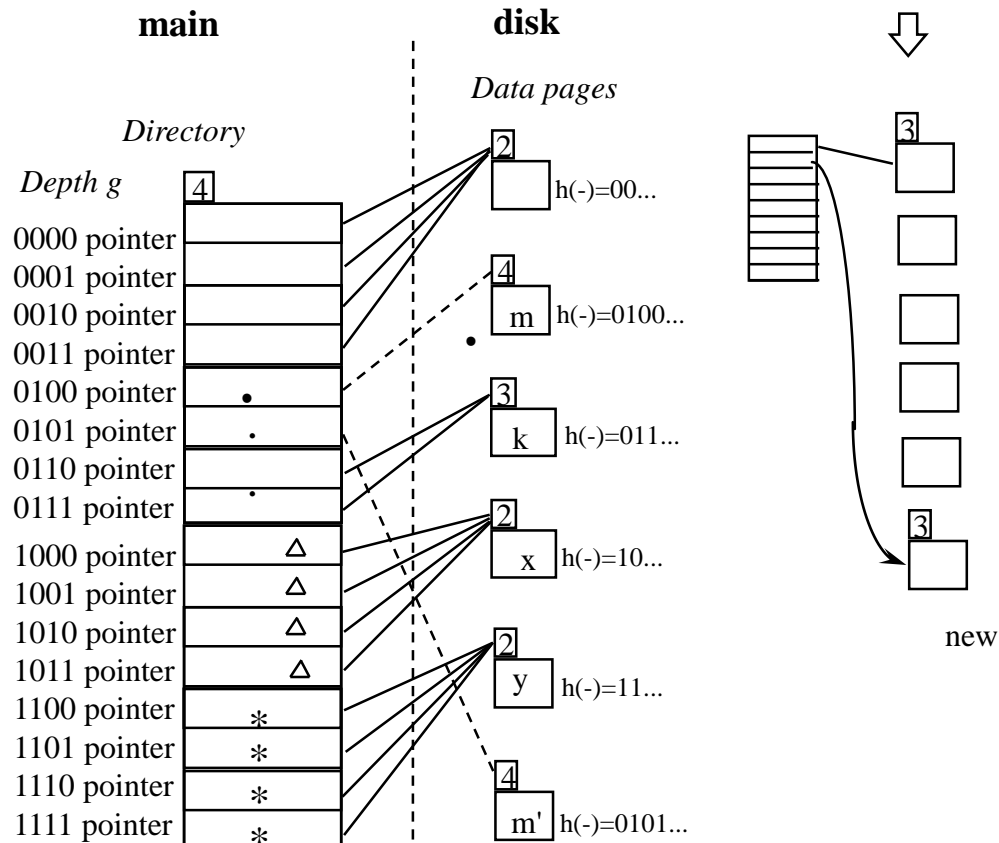 main
disk
Data pages
Directory
Depth g
4
0000 pointer
0001 pointer
0010 pointer
0011 pointer
0100 pointer
0101 pointer
0110 pointer
0111 pointer
1000 pointer
1001 pointer
1010 pointer
1011 pointer
1100 pointer
*
1101 pointer
*
1110 pointer
*
1111 pointer
*
2
h(-)=00...
4
m h(-)=0100...
3
k h(-)=011...
2
x h(-)=10...
2
y h(-)=11...
4
m' h(-)=0101...
3
3
new